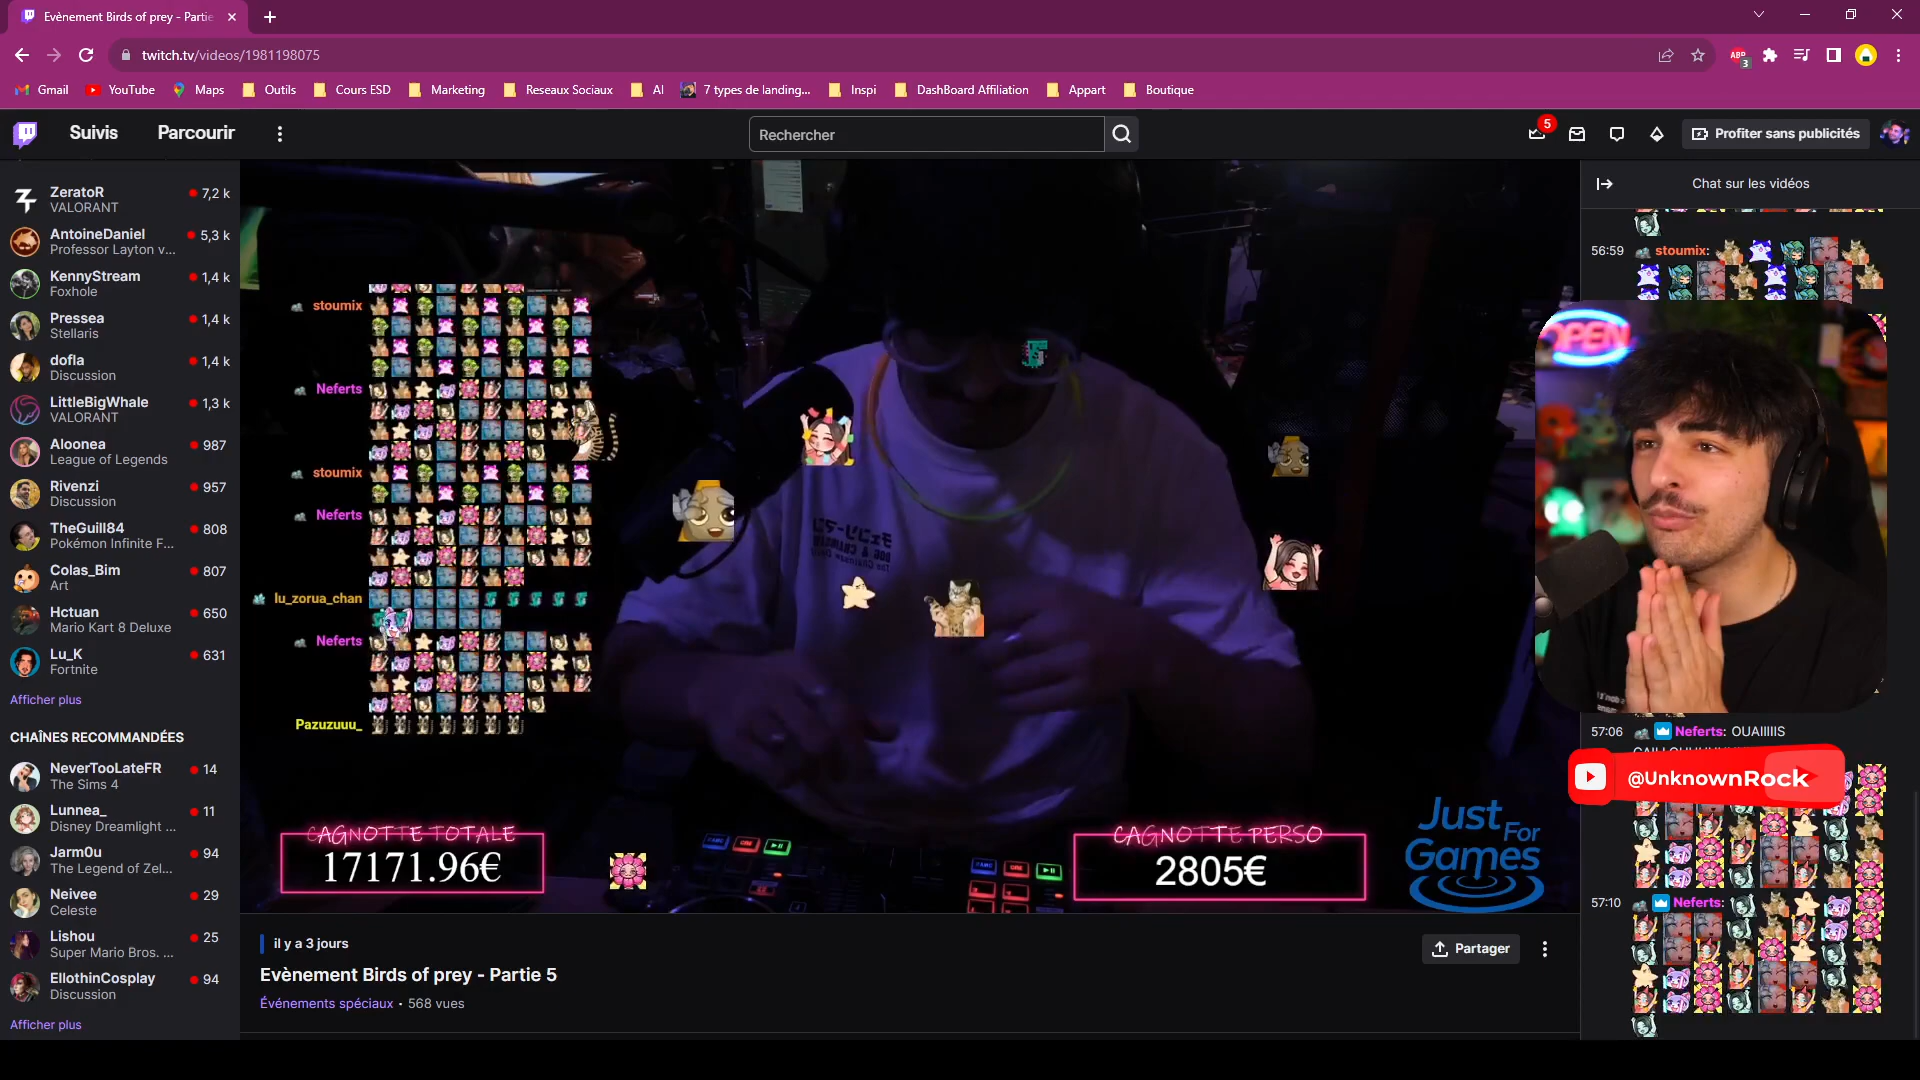 Evènement Birds of prey - Partie
twitch.tv/videos/1981198075
ABP
3
Gmail
YouTube
Maps
Outils
Cours ESD
Marketing
Reseaux Sociaux
AI
7 types de landing...
Inspi
DashBoard Affiliation
Appart
Boutique
Suivis
Parcourir
Rechercher
5
Profiter sans publicités
ZeratoR
7,2 k
VALORANT
AntoineDaniel
5,3 k
Professor Layton v...
KennyStream
1,4 k
Foxhole
Pressea
1,4 k
Stellaris
dofla
1,4 k
Discussion
LittleBigWhale
1,3 k
VALORANT
Aloonea
987
League of Legends
Rivenzi
957
Discussion
TheGuill84
808
Pokémon Infinite F...
Colas_Bim
807
Art
Hctuan
650
Mario Kart 8 Deluxe
Lu_K
631
Fortnite
Afficher plus
CHAÎNES RECOMMANDÉES
NeverTooLateFR
14
The Sims 4
Lunnea_
11
Disney Dreamlight ...
Jarm0u
94
The Legend of Zel...
Neivee
29
Celeste
Lishou
25
Super Mario Bros. ...
EllothinCosplay
94
Discussion
Afficher plus
stoumix
Neferts
stoumix
Neferts
lu_zorua_chan
Neferts
Pazuzuuu_
CAGNOTTE TOTALE
17171.96€
CAGNOTTE PERSO
2805€
Just For Games
il y a 3 jours
Evènement Birds of prey - Partie 5
Événements spéciaux • 568 vues
Partager
Chat sur les vidéos
56:59 stoumix:
OPEN
57:06 Neferts: OUAIIIIS
@UnknownRock
57:10 Neferts: